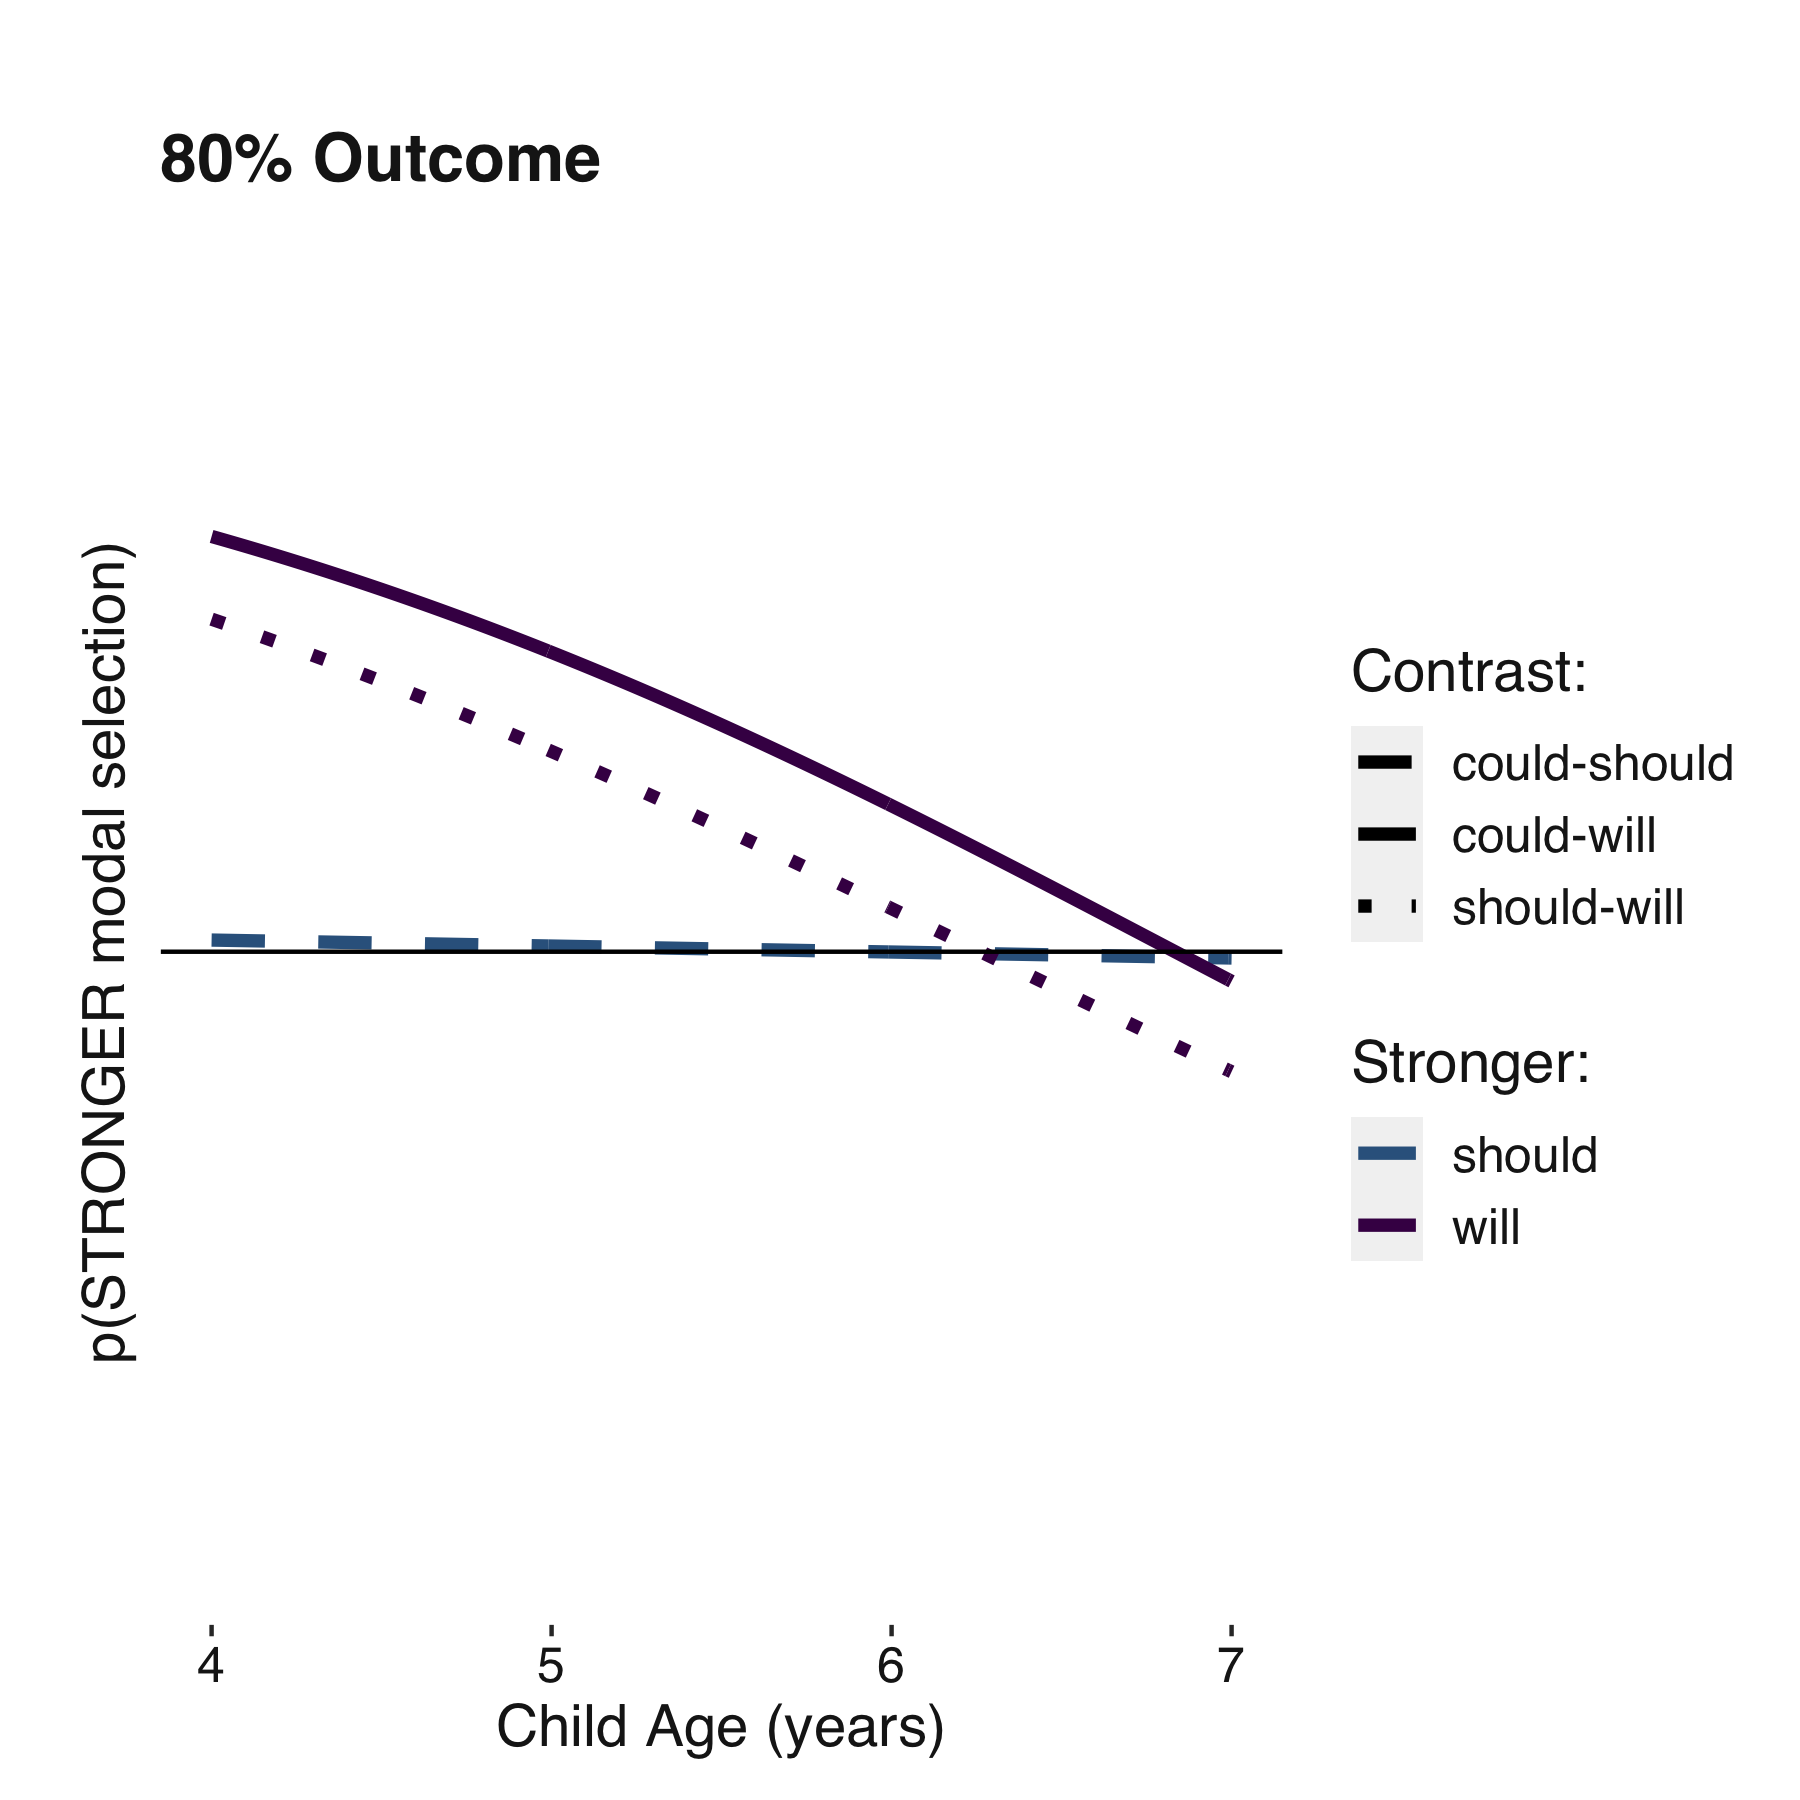 80% Outcome
p(STRONGER modal selection)
Contrast:
could-should
could-will
should-will
Stronger:
should
will
4 5 6 7
Child Age (years)